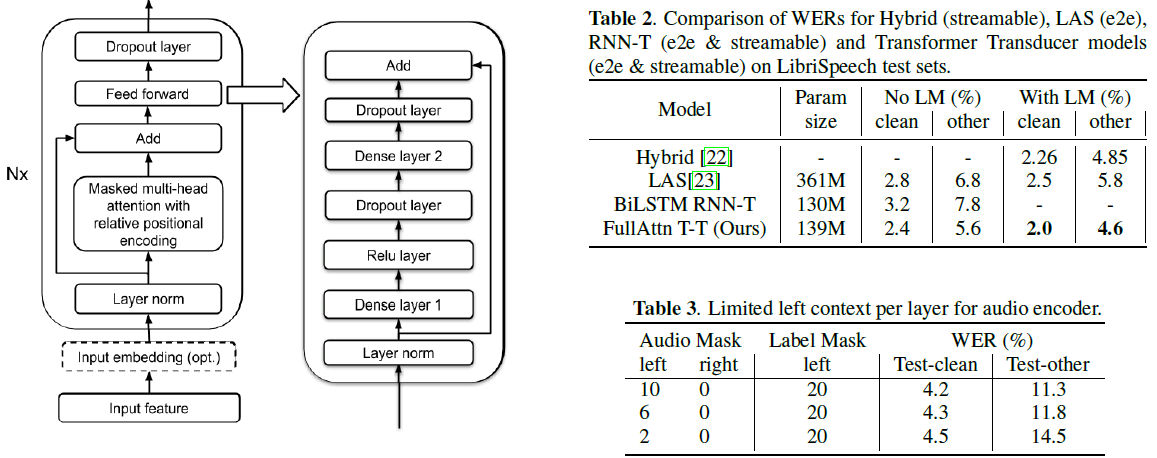 Dropout layer
Feed forward
Add
Nx
Masked multi-head
attention with
relative positional
encoding
Layer norm
Input embedding (opt.)
Input feature
Add
Dropout layer
Dense layer 2
Dropout layer
Relu layer
Dense layer 1
Layer norm
Table 2. Comparison of WERs for Hybrid (streamable), LAS (e2e),
RNN-T (e2e & streamable) and Transformer Transducer models
(e2e & streamable) on LibriSpeech test sets.
Model Param size No LM (%) With LM (%)
clean other clean other
Hybrid [22] - - - 2.26 4.85
LAS[23] 361M 2.8 6.8 2.5 5.8
BiLSTM RNN-T 130M 3.2 7.8 - -
FullAttn T-T (Ours) 139M 2.4 5.6 2.0 4.6
Table 3. Limited left context per layer for audio encoder.
Audio Mask Label Mask WER (%)
left right left Test-clean Test-other
10 0 20 4.2 11.3
6 0 20 4.3 11.8
2 0 20 4.5 14.5